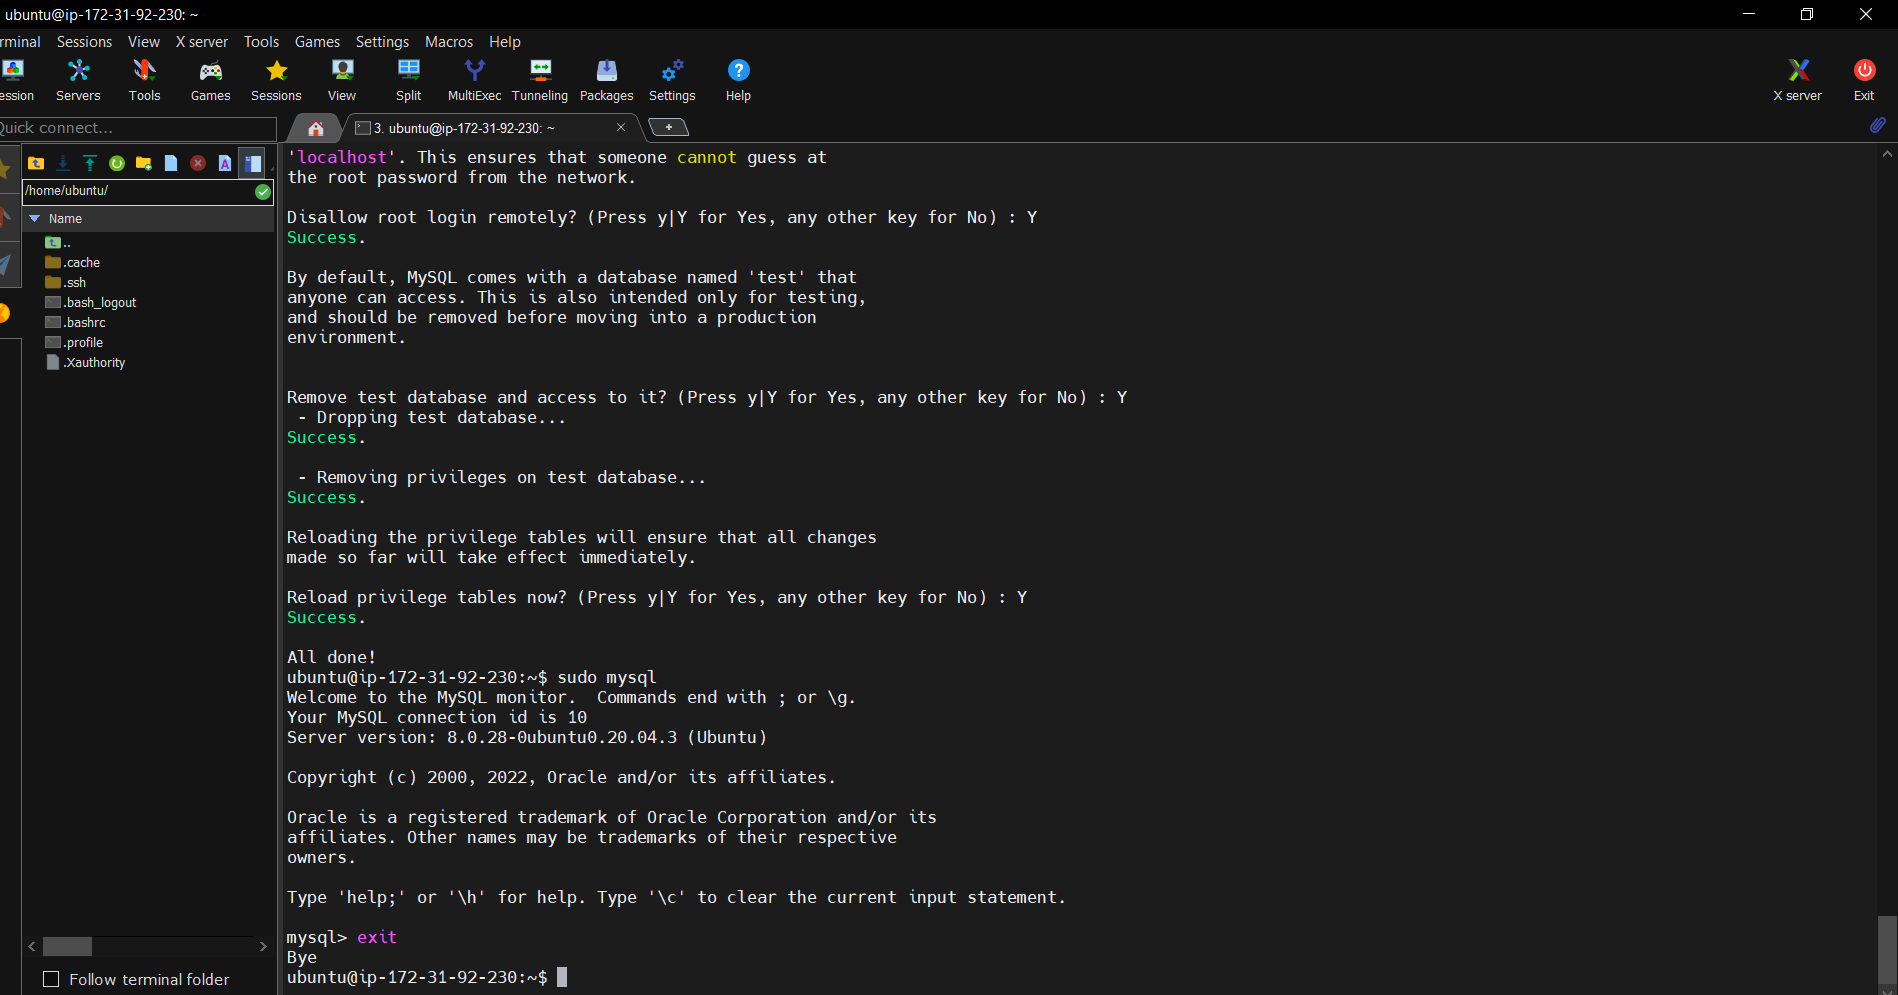 ubuntu@ip-172-31-92-230: ~
rminal Sessions View X server Tools Games Settings Macros Help
ession Servers Tools Games Sessions View Split MultiExec Tunneling Packages Settings Help X server Exit
Quick connect...
3. ubuntu@ip-172-31-92-230: ~
/home/ubuntu/
Name
..
.cache
.ssh
.bash_logout
.bashrc
.profile
.Xauthority
Follow terminal folder
'localhost'. This ensures that someone cannot guess at
the root password from the network.
Disallow root login remotely? (Press y|Y for Yes, any other key for No) : Y
Success.
By default, MySQL comes with a database named 'test' that
anyone can access. This is also intended only for testing,
and should be removed before moving into a production
environment.
Remove test database and access to it? (Press y|Y for Yes, any other key for No) : Y
- Dropping test database...
Success.
- Removing privileges on test database...
Success.
Reloading the privilege tables will ensure that all changes
made so far will take effect immediately.
Reload privilege tables now? (Press y|Y for Yes, any other key for No) : Y
Success.
All done!
ubuntu@ip-172-31-92-230:~$ sudo mysql
Welcome to the MySQL monitor.  Commands end with ; or \g.
Your MySQL connection id is 10
Server version: 8.0.28-0ubuntu0.20.04.3 (Ubuntu)
Copyright (c) 2000, 2022, Oracle and/or its affiliates.
Oracle is a registered trademark of Oracle Corporation and/or its
affiliates. Other names may be trademarks of their respective
owners.
Type 'help;' or '\h' for help. Type '\c' to clear the current input statement.
mysql> exit
Bye
ubuntu@ip-172-31-92-230:~$